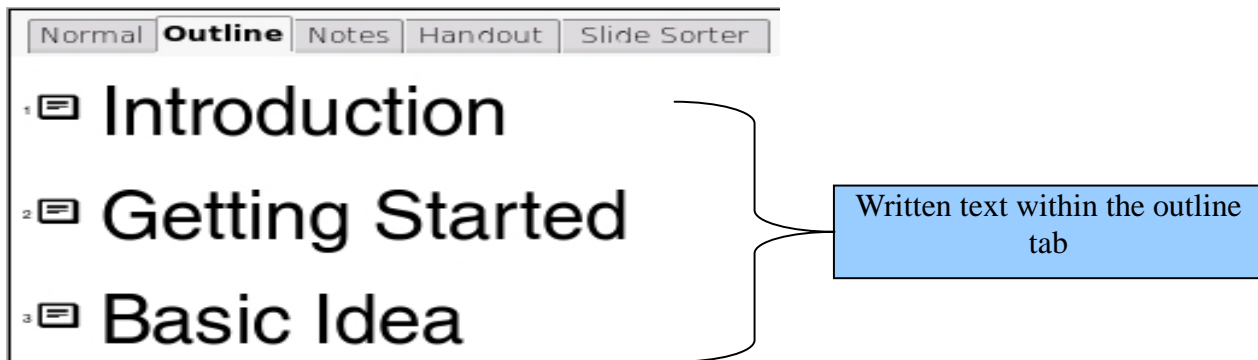 Normal Outline Notes Handout Slide Sorter
1 Introduction
2 Getting Started
3 Basic Idea
Written text within the outline
tab